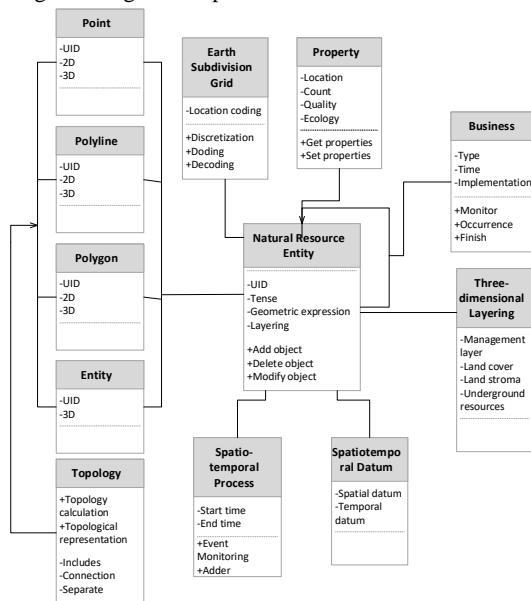 Point
-UID
-2D
-3D
Polyline
-UID
-2D
-3D
Polygon
-UID
-2D
-3D
Entity
-UID
-3D
Topology
+Topology
calculation
+Topological
representation
-Includes
-Connection
-Separate
Earth
Subdivision
Grid
-Location coding
+Discretization
+Doding
+Decoding
Property
-Location
-Count
-Quality
-Ecology
+Get properties
+Set properties
Business
-Type
-Time
-Implementation
+Monitor
+Occurrence
+Finish
Natural Resource
Entity
-UID
-Tense
-Geometric expression
-Layering
+Add object
+Delete object
+Modify object
Three-
dimensional
Layering
-Management
layer
-Land cover
-Land stroma
-Underground
resources
Spatio-
temporal
Process
-Start time
-End time
+Event
Monitoring
+Adder
Spatiotempo
ral Datum
-Spatial datum
-Temporal
datum